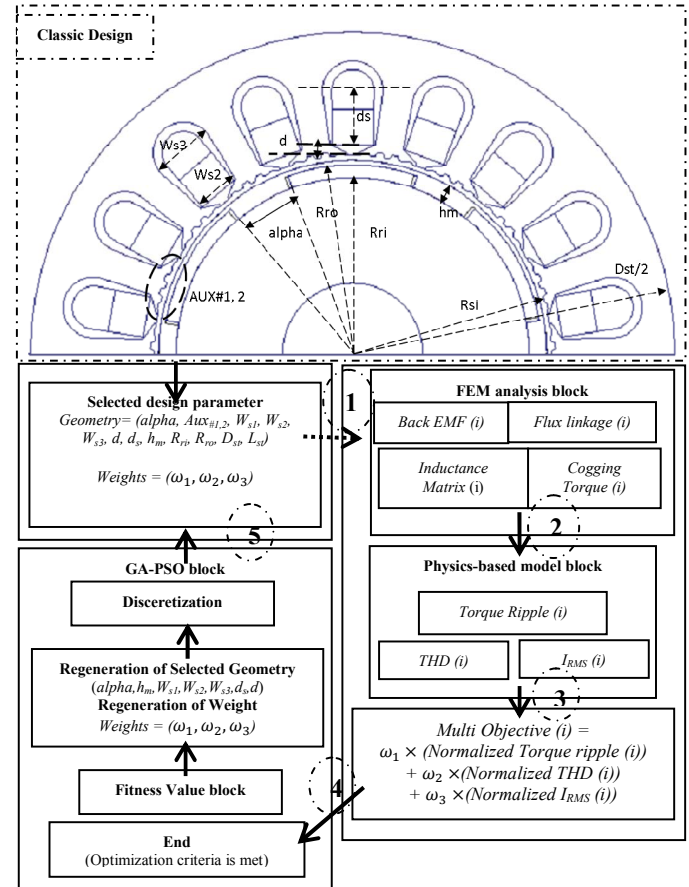 Classic Design
ds
d
Ws3
Ws2
Rro
hm
alpha
Rri
Dst/2
AUX#1, 2
Rsi
Selected design parameter
Geometry= (alpha, Aux#1,2, Ws1, Ws2,
Ws3, d, ds, hm, Rri, Rro, Dst, Lst)
Weights = (ω1, ω2, ω3)
1
FEM analysis block
Back EMF (i)
Flux linkage (i)
Inductance
Matrix (i)
Cogging
Torque (i)
2
5
GA-PSO block
Disceretization
Regeneration of Selected Geometry
(alpha,hm,Ws1,Ws2,Ws3,ds,d)
Regeneration of Weight
Weights = (ω1, ω2, ω3)
Fitness Value block
End
(Optimization criteria is met)
Physics-based model block
Torque Ripple (i)
THD (i)
IRMS (i)
3
Multi Objective (i) =
ω1 × (Normalized Torque ripple (i))
+ ω2 ×(Normalized THD (i))
+ ω3 ×(Normalized IRMS (i))
4